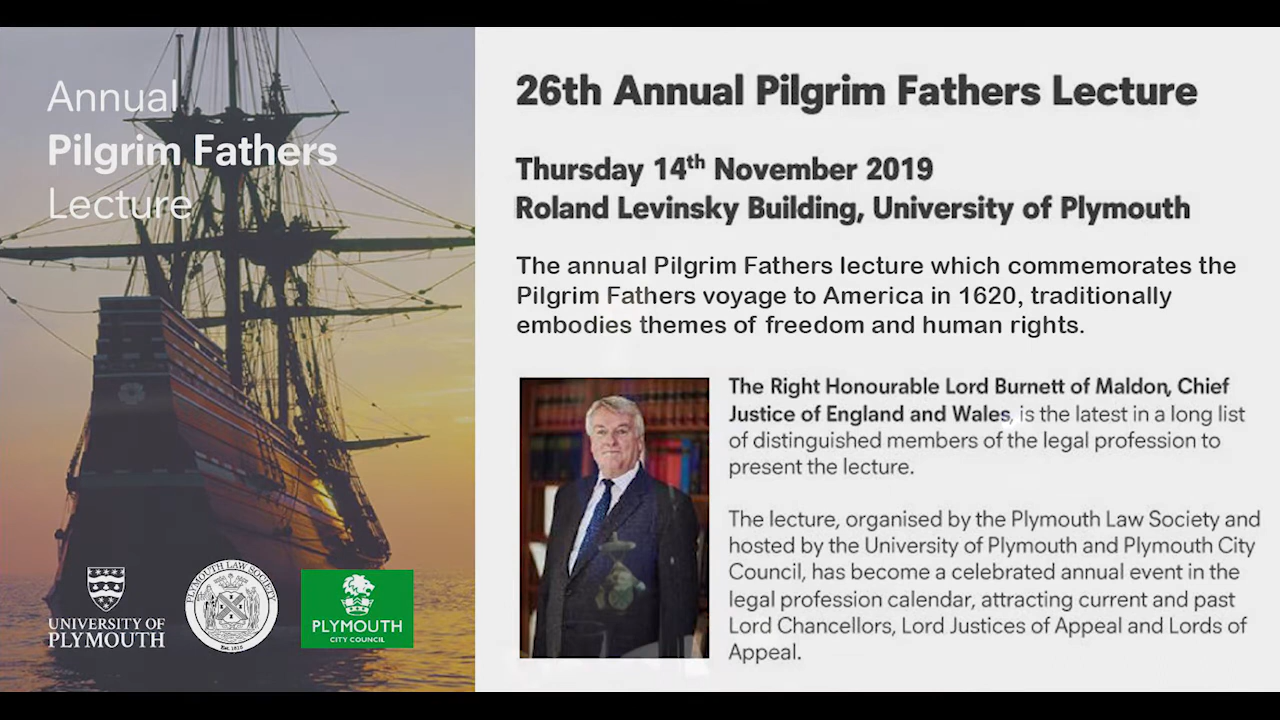 Annual
Pilgrim Fathers
Lecture
UNIVERSITY OF
PLYMOUTH
PLYMOUTH LAW SOCIETY
Est. 1815
PLYMOUTH
CITY COUNCIL
26th Annual Pilgrim Fathers Lecture
Thursday 14th November 2019
Roland Levinsky Building, University of Plymouth
The annual Pilgrim Fathers lecture which commemorates the
Pilgrim Fathers voyage to America in 1620, traditionally
embodies themes of freedom and human rights.
The Right Honourable Lord Burnett of Maldon, Chief
Justice of England and Wales, is the latest in a long list
of distinguished members of the legal profession to
present the lecture.
The lecture, organised by the Plymouth Law Society and
hosted by the University of Plymouth and Plymouth City
Council, has become a celebrated annual event in the
legal profession calendar, attracting current and past
Lord Chancellors, Lord Justices of Appeal and Lords of
Appeal.